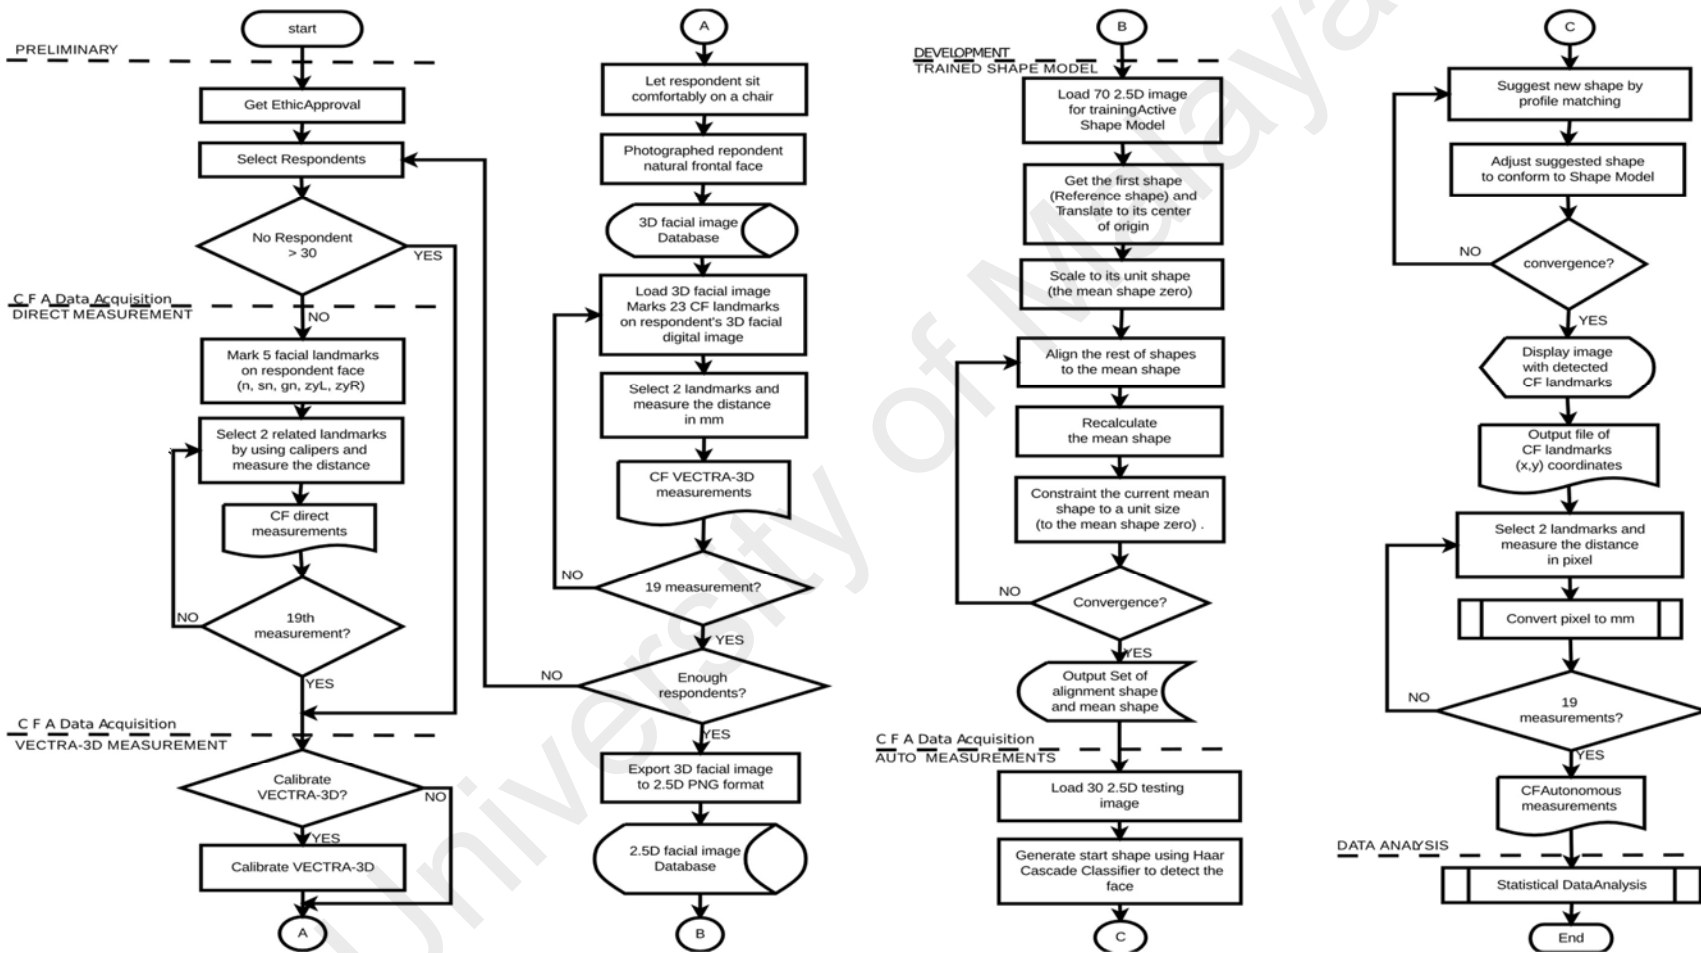 start
PRELIMINARY
Get EthicApproval
Select Respondents
No Respondent
> 30
YES
C F A Data Acquisition
DIRECT MEASUREMENT
NO
Mark 5 facial landmarks
on respondent face
(n, sn, gn, zyL, zyR)
Select 2 related landmarks
by using calipers and
measure the distance
CF direct
measurements
NO
19th
measurement?
YES
C F A Data Acquisition
VECTRA-3D MEASUREMENT
Calibrate
VECTRA-3D?
NO
YES
Calibrate VECTRA-3D
A
A
Let respondent sit
comfortably on a chair
Photographed repondent
natural frontal face
3D facial image
Database
Load 3D facial image
Marks 23 CF landmarks
on respondent's 3D facial
digital image
Select 2 landmarks and
measure the distance
in mm
CF VECTRA-3D
measurements
NO
19 measurement?
YES
NO
Enough
respondents?
YES
Export 3D facial image
to 2.5D PNG format
2.5D facial image
Database
B
B
DEVELOPMENT
TRAINED SHAPE MODEL
Load 70 2.5D image
for trainingActive
Shape Model
Get the first shape
(Reference shape) and
Translate to its center
of origin
Scale to its unit shape
(the mean shape zero)
Align the rest of shapes
to the mean shape
Recalculate
the mean shape
Constraint the current mean
shape to a unit size
(to the mean shape zero) .
NO
Convergence?
YES
Output Set of
alignment shape
and mean shape
C F A Data Acquisition
AUTO MEASUREMENTS
Load 30 2.5D testing
image
Generate start shape using Haar
Cascade Classifier to detect the
face
C
C
Suggest new shape by
profile matching
Adjust suggested shape
to conform to Shape Model
NO
convergence?
YES
Display image
with detected
CF landmarks
Output file of
CF landmarks
(x,y) coordinates
Select 2 landmarks and
measure the distance
in pixel
Convert pixel to mm
NO
19
measurements?
YES
CFAutonomous
measurements
DATA ANALYSIS
Statistical DataAnalysis
End
University of Malaya